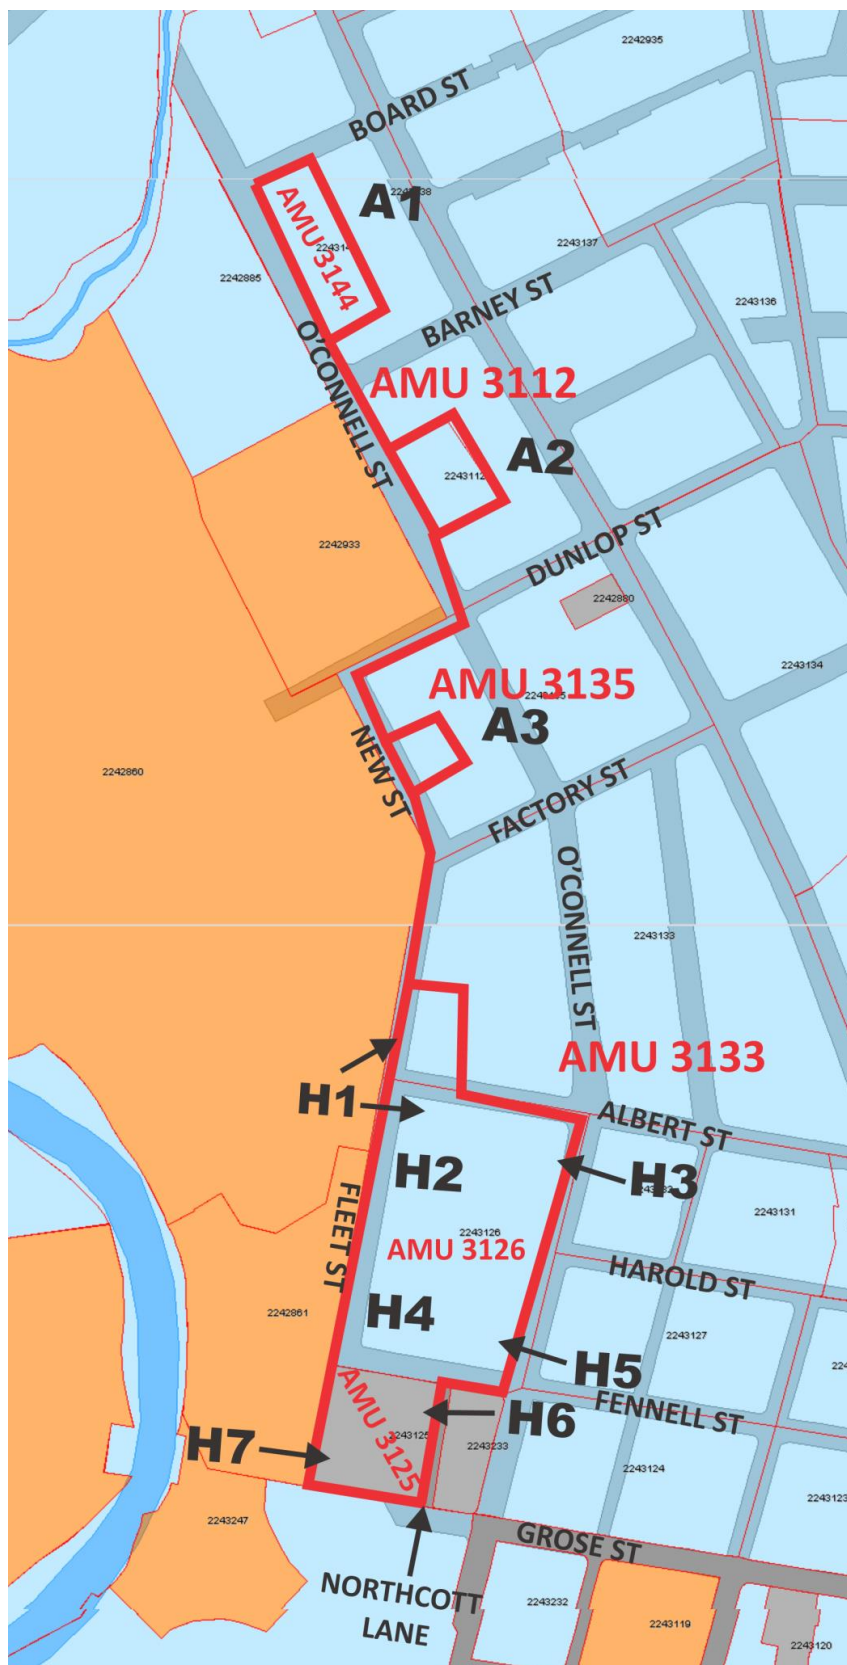 2242935
BOARD ST
A1
AMU 3144
2242885
2243137
2243136
BARNEY ST
O'CONNELL ST
AMU 3112
A2
2243112
DUNLOP ST
2242933
2242880
2243134
AMU 3135
A3
NEW ST
2242860
FACTORY ST
O'CONNELL ST
2243133
AMU 3133
H1
ALBERT ST
H2
H3
2243131
FLEET ST
2243126
AMU 3126
HAROLD ST
2242861
H4
2243127
H5
AMU 3125
FENNELL ST
H6
H7
2243125
2243233
2243124
2243123
2243247
GROSE ST
NORTHCOTT
LANE
2243232
2243119
2243120